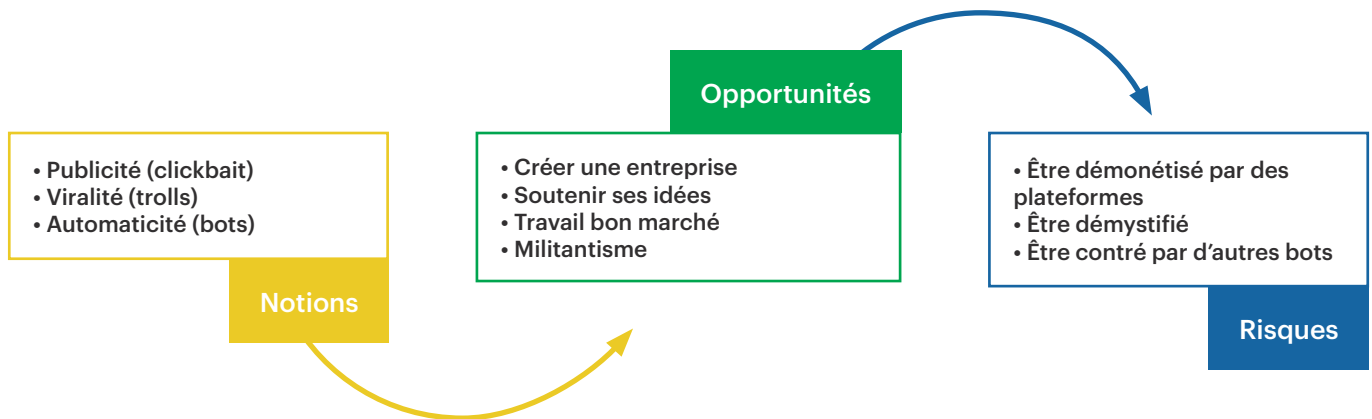 • Publicité (clickbait)
• Viralité (trolls)
• Automaticité (bots)
Notions
Opportunités
• Créer une entreprise
• Soutenir ses idées
• Travail bon marché
• Militantisme
• Être démonétisé par des
plateformes
• Être démystifié
• Être contré par d'autres bots
Risques